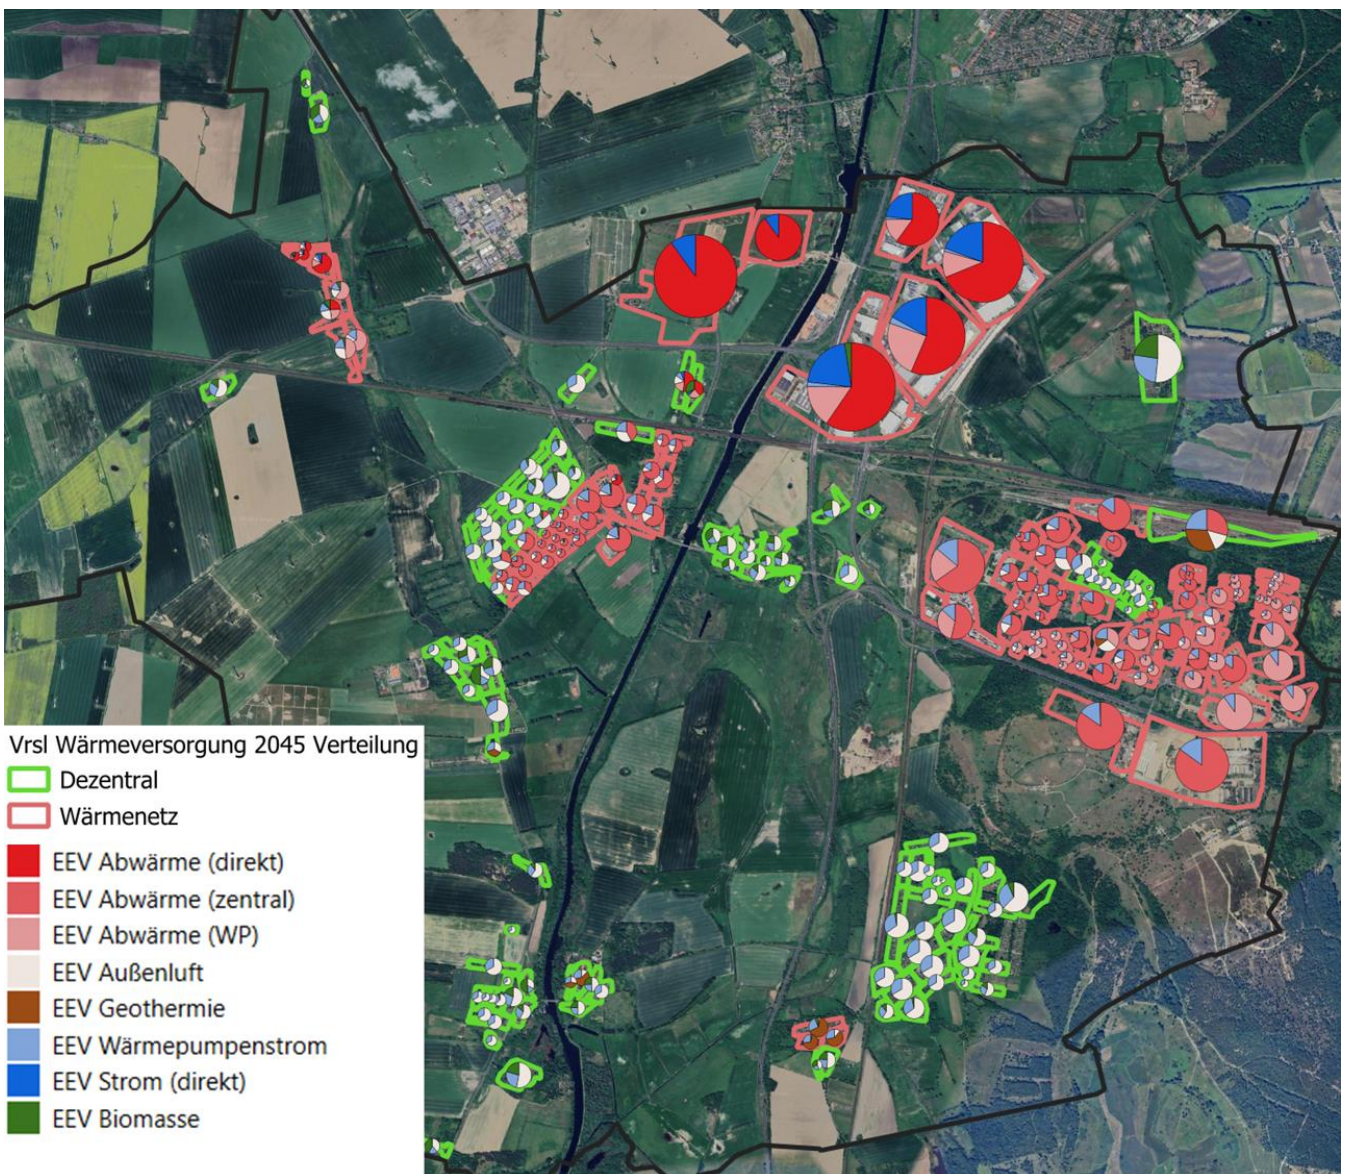 Vrsl Wärmeversorgung 2045 Verteilung
Dezentral
Wärmenetz
EEV Abwärme (direkt)
EEV Abwärme (zentral)
EEV Abwärme (WP)
EEV Außenluft
EEV Geothermie
EEV Wärmepumpenstrom
EEV Strom (direkt)
EEV Biomasse